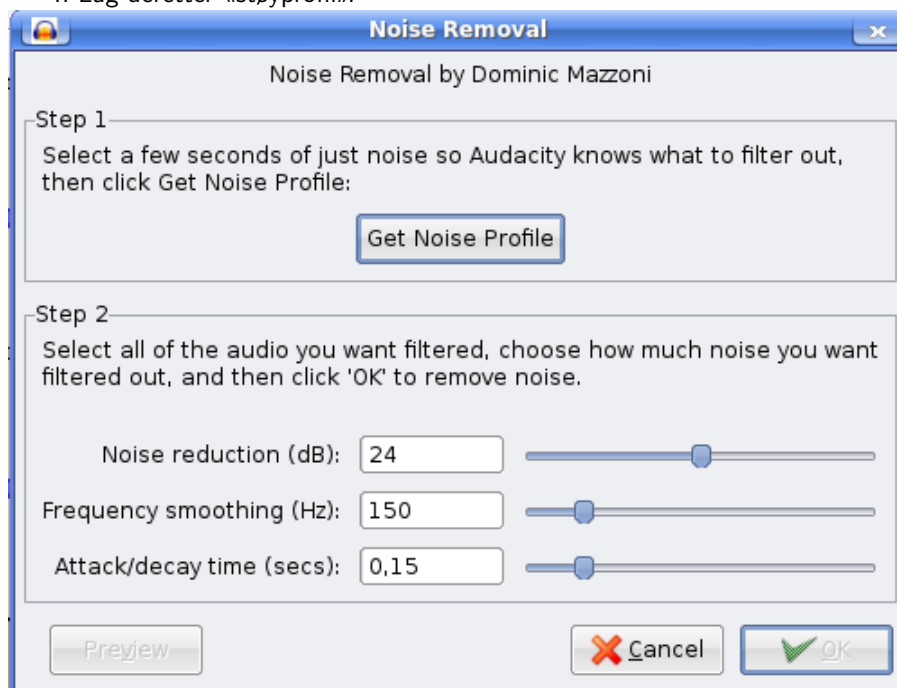 Noise Removal
Noise Removal by Dominic Mazzoni
Step 1
Select a few seconds of just noise so Audacity knows what to filter out,
then click Get Noise Profile:
Get Noise Profile
Step 2
Select all of the audio you want filtered, choose how much noise you want
filtered out, and then click 'OK' to remove noise.
Noise reduction (dB): 24
Frequency smoothing (Hz): 150
Attack/decay time (secs): 0,15
Preview Cancel OK